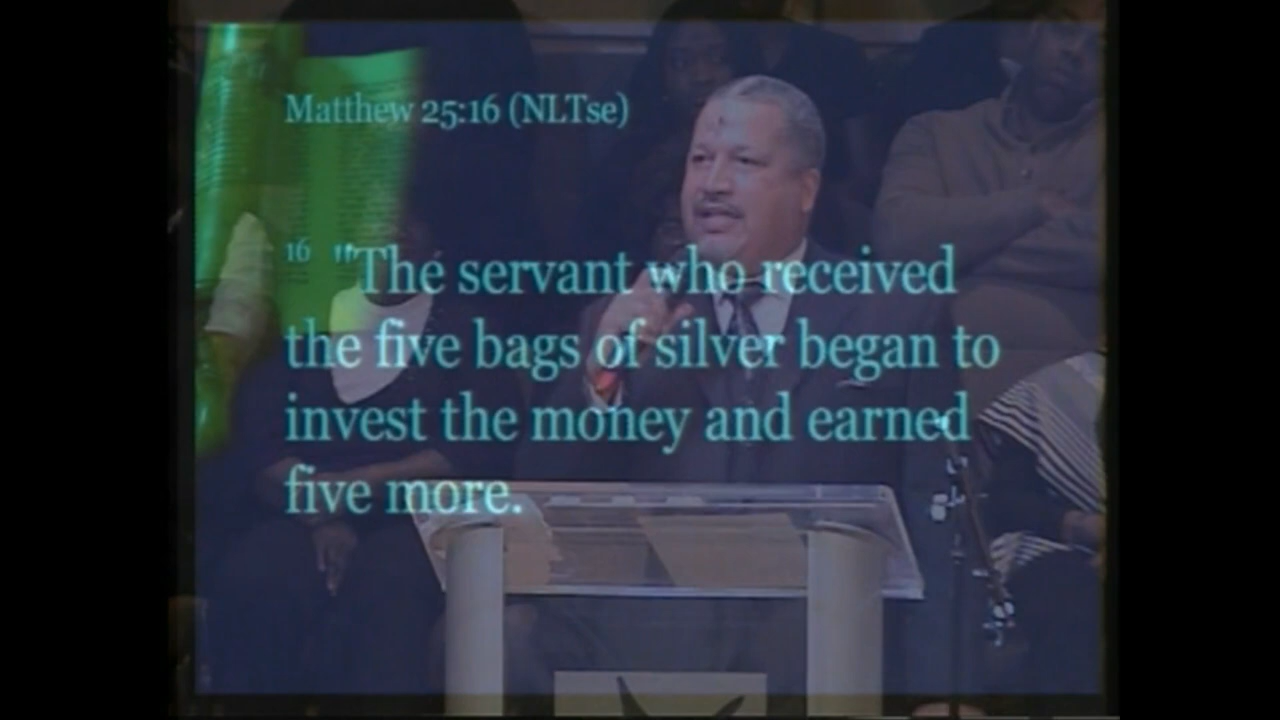 Matthew 25:16 (NLTse)
16 "The servant who received
the five bags of silver began to
invest the money and earned
five more.